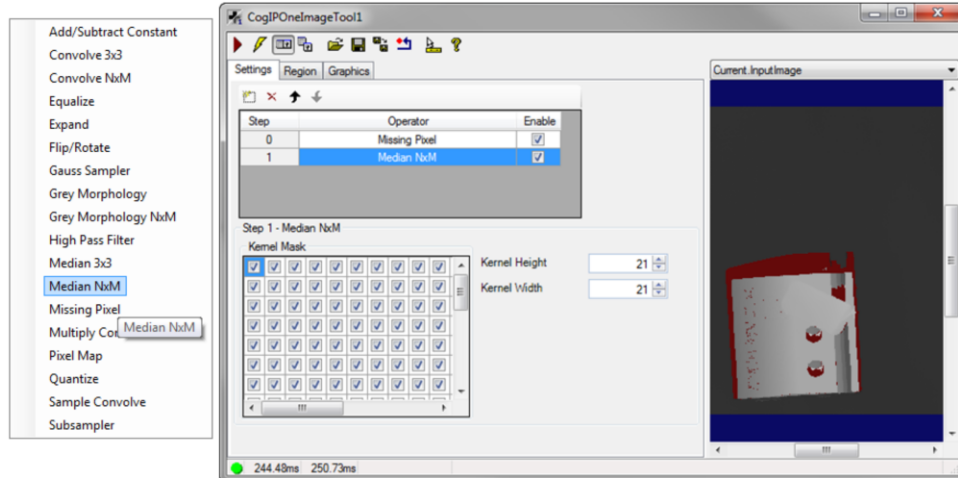 Add/Subtract Constant
Convolve 3x3
Convolve NxM
Equalize
Expand
Flip/Rotate
Gauss Sampler
Grey Morphology
Grey Morphology NxM
High Pass Filter
Median 3x3
Median NxM
Missing Pixel
Multiply Con
Median NxM
Pixel Map
Quantize
Sample Convolve
Subsampler
CogIPOneImageTool1
Settings Region Graphics
Step Operator Enable
0 Missing Pixel
1 Median NxM
Step 1 - Median NxM
Kernel Mask
Kernel Height 21
Kernel Width 21
244.48ms 250.73ms
Current.InputImage